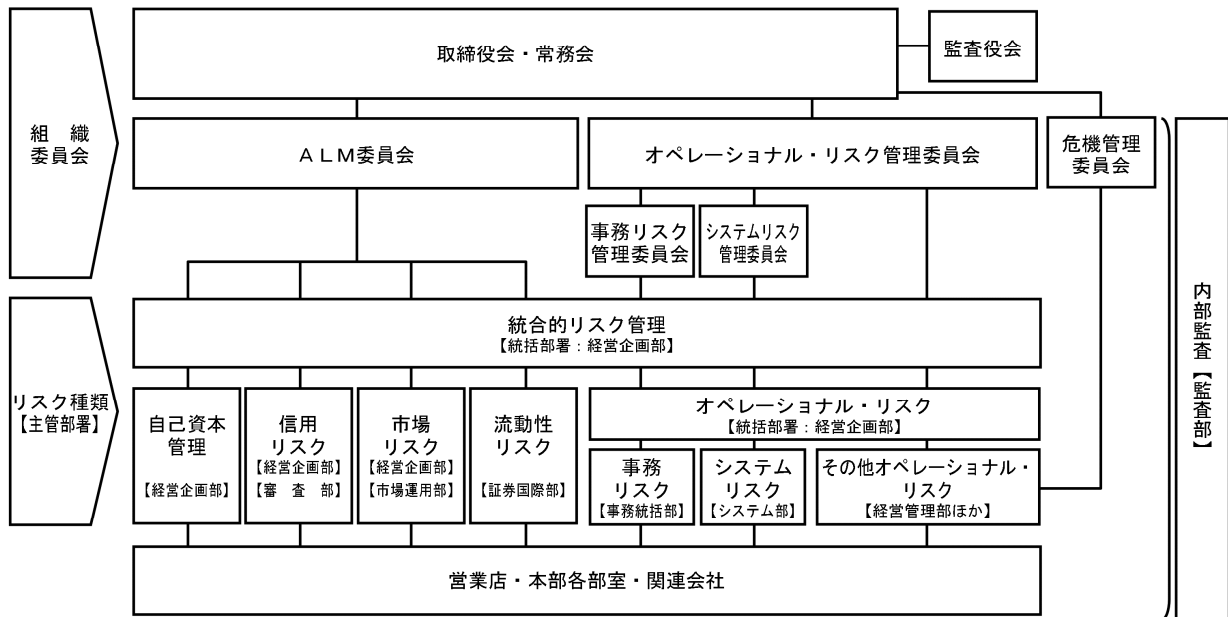 取締役会・常務会
監査役会
組　織
委員会
ＡＬＭ委員会
オペレーショナル・リスク管理委員会
危機管理
委員会
事務リスク
管理委員会
システムリスク
管理委員会
統合的リスク管理
【統括部署：経営企画部】
リスク種類
【主管部署】
自己資本
管理
【経営企画部】
信用
リスク
【経営企画部】
【審　査　部】
市場
リスク
【経営企画部】
【市場運用部】
流動性
リスク
【証券国際部】
オペレーショナル・リスク
【統括部署：経営企画部】
事務
リスク
【事務統括部】
システム
リスク
【システム部】
その他オペレーショナル・
リスク
【経営管理部ほか】
営業店・本部各部室・関連会社
内部監査【監査部】